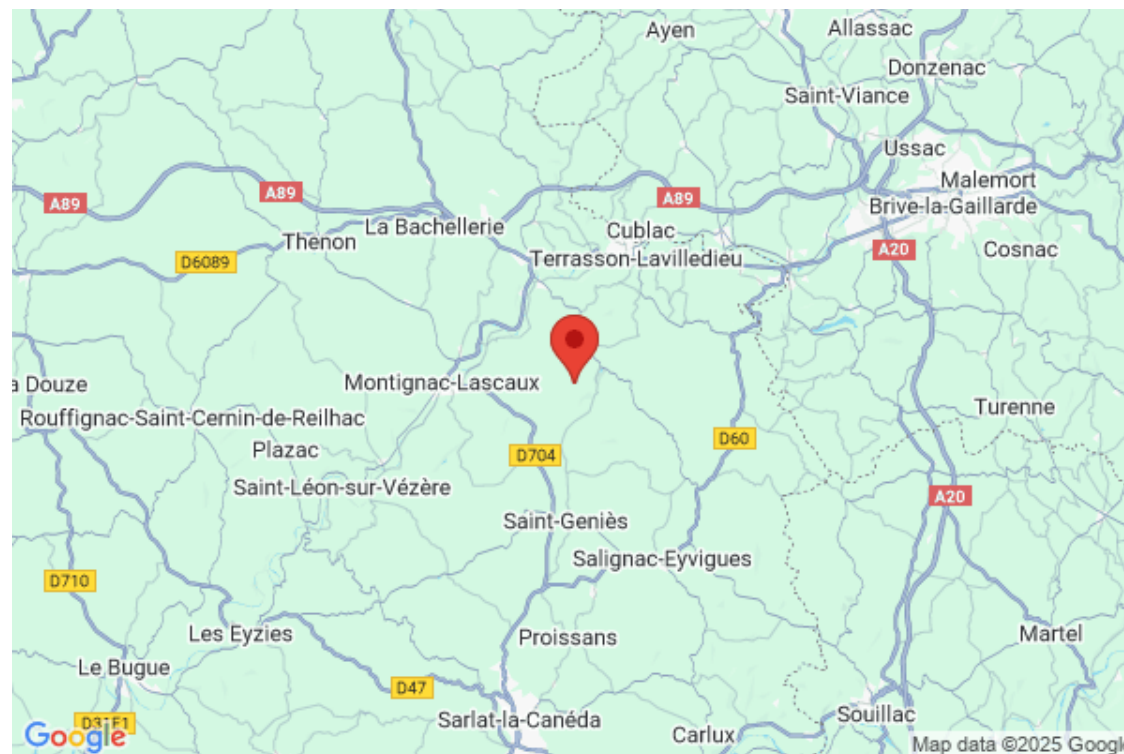 Ayen
Allassac
Donzenac
Saint-Viance
Ussac
Malemort
A89
A89
A89
Brive-la-Gaillarde
La Bachellerie
Cublac
Thenon
A20
Cosnac
D6089
Terrasson-Lavilledieu
a Douze
Montignac-Lascaux
Rouffignac-Saint-Cernin-de-Reilhac
Turenne
Plazac
D704
D60
Saint-Léon-sur-Vézère
A20
Saint-Geniès
Salignac-Eyvigues
D710
Les Eyzies
Proissans
Martel
Le Bugue
D47
Sarlat-la-Canéda
Souillac
Carlux
Google
Map data ©2025 Googl